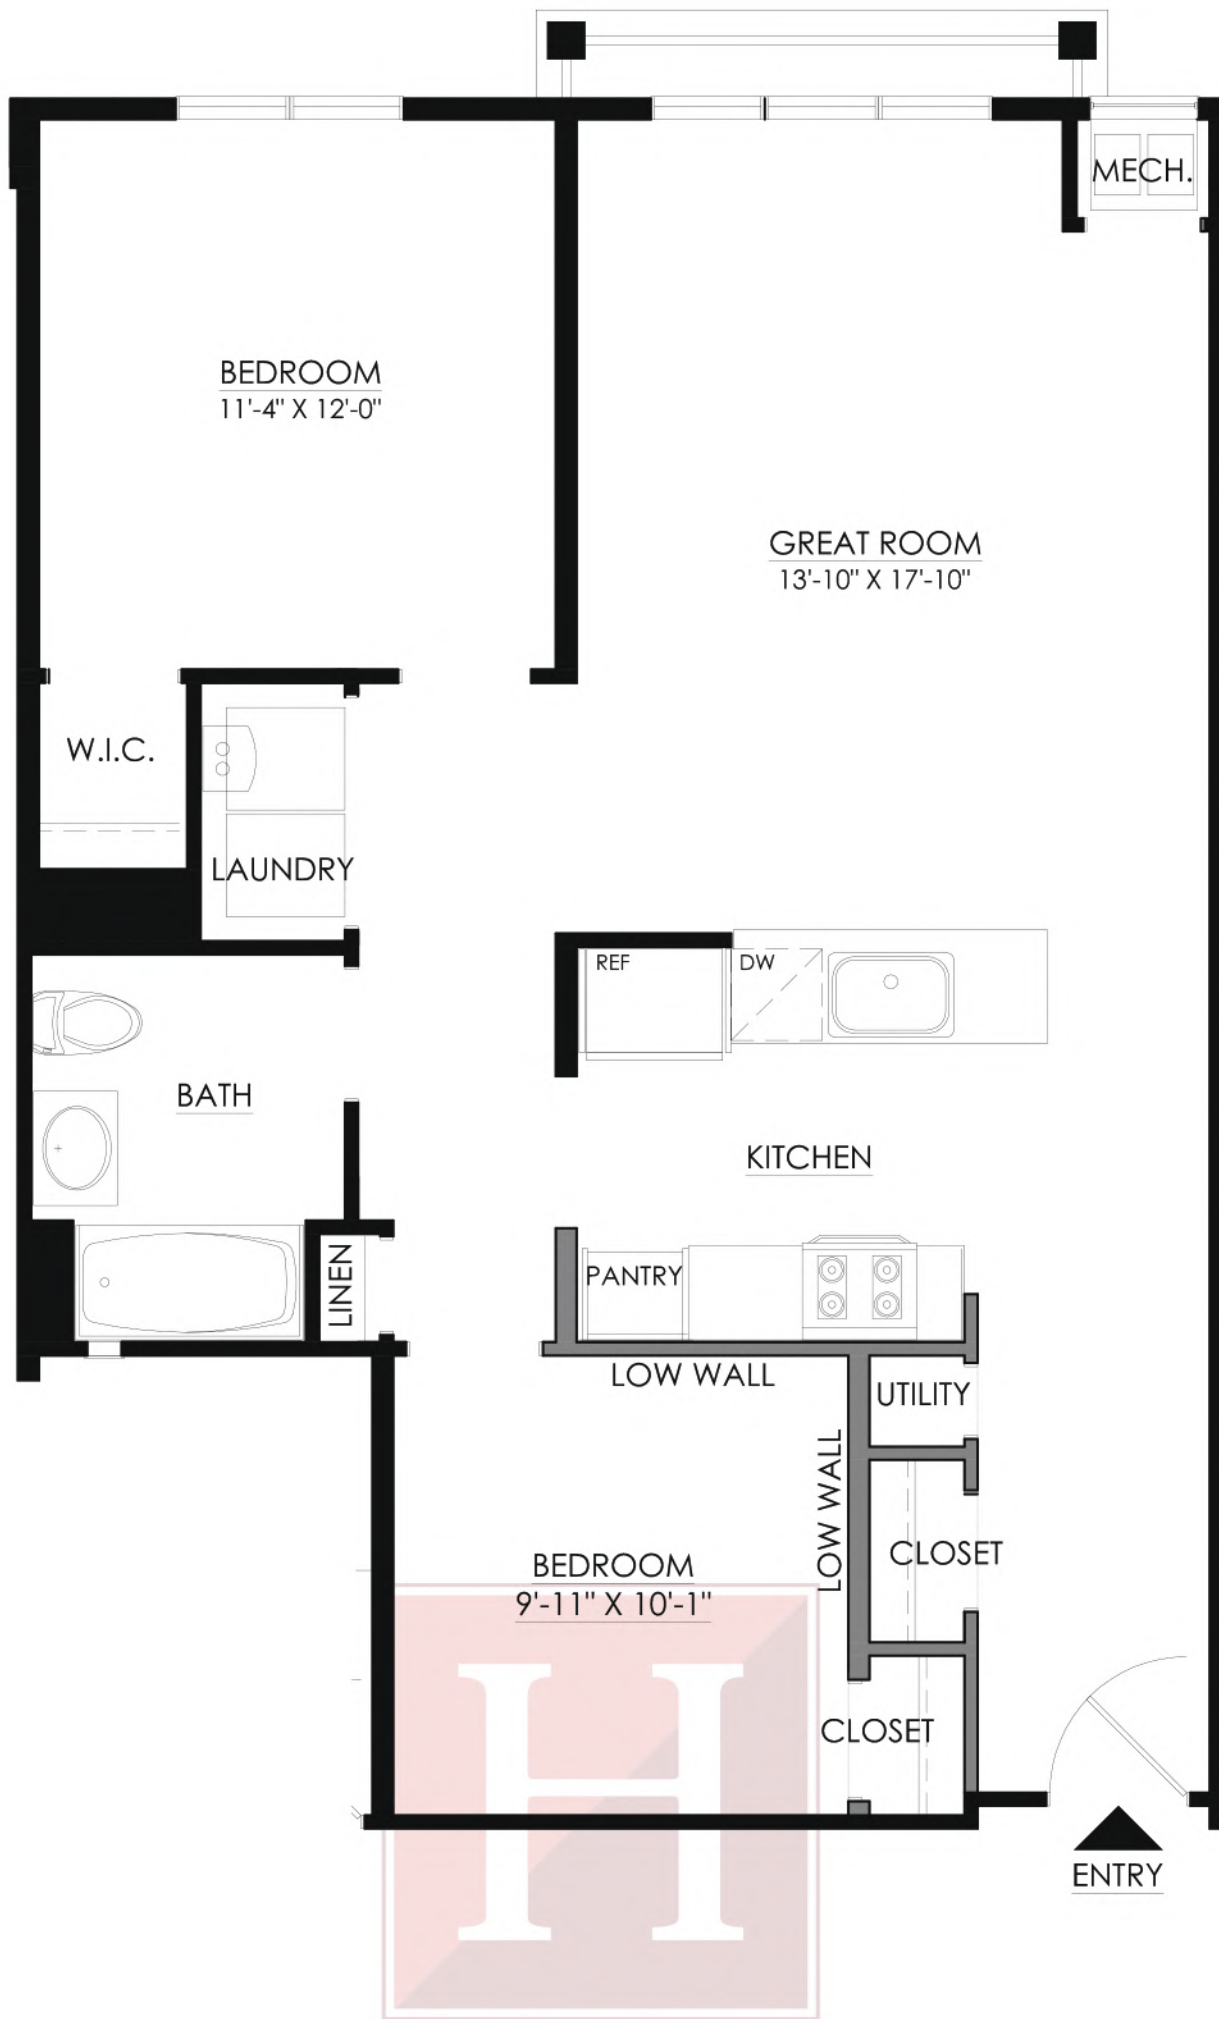 MECH.
BEDROOM
11'-4" X 12'-0"
GREAT ROOM
13'-10" X 17'-10"
W.I.C.
LAUNDRY
REF
DW
BATH
KITCHEN
LINEN
PANTRY
LOW WALL
UTILITY
LOW WALL
CLOSET
BEDROOM
9'-11" X 10'-1"
CLOSET
ENTRY
H